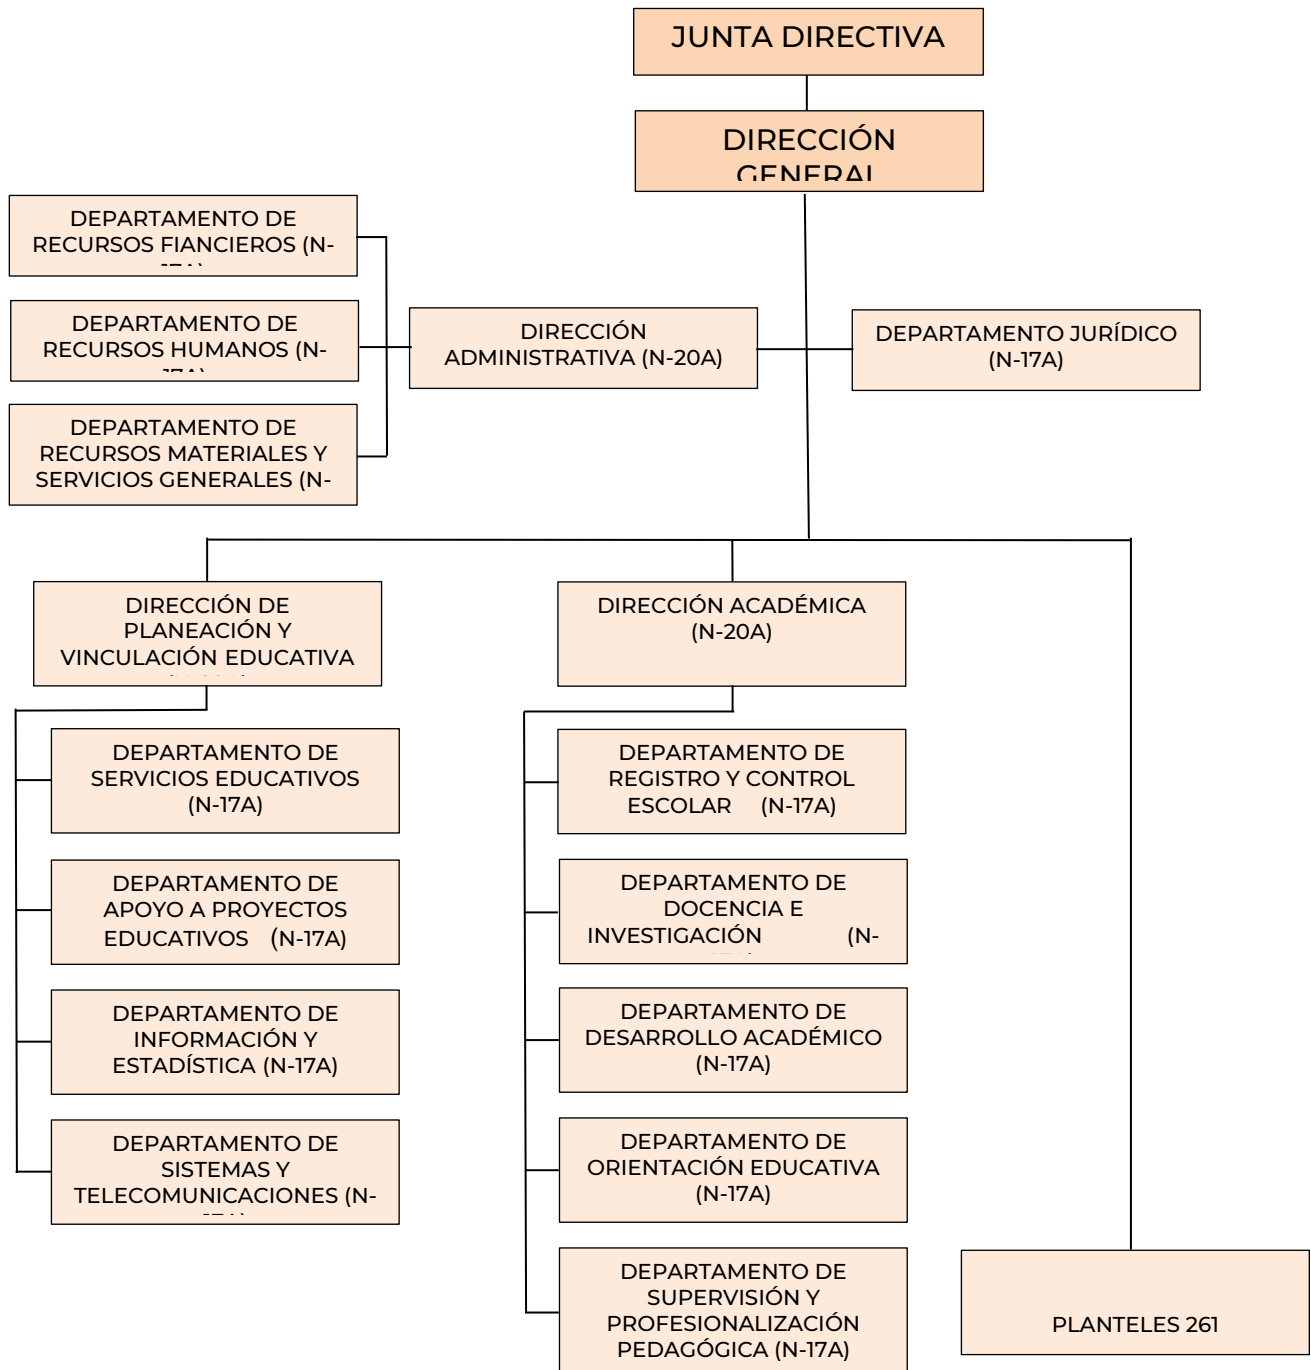 JUNTA DIRECTIVA
DIRECCIÓN
GENERAL
DEPARTAMENTO DE
RECURSOS FIANCIEROS (N-
17A)
DEPARTAMENTO DE
RECURSOS HUMANOS (N-
17A)
DEPARTAMENTO DE
RECURSOS MATERIALES Y
SERVICIOS GENERALES (N-
DIRECCIÓN
ADMINISTRATIVA (N-20A)
DEPARTAMENTO JURÍDICO
(N-17A)
DIRECCIÓN DE
PLANEACIÓN Y
VINCULACIÓN EDUCATIVA
DEPARTAMENTO DE
SERVICIOS EDUCATIVOS
(N-17A)
DEPARTAMENTO DE
APOYO A PROYECTOS
EDUCATIVOS (N-17A)
DEPARTAMENTO DE
INFORMACIÓN Y
ESTADÍSTICA (N-17A)
DEPARTAMENTO DE
SISTEMAS Y
TELECOMUNICACIONES (N-
17A)
DIRECCIÓN ACADÉMICA
(N-20A)
DEPARTAMENTO DE
REGISTRO Y CONTROL
ESCOLAR (N-17A)
DEPARTAMENTO DE
DOCENCIA E
INVESTIGACIÓN (N-
DEPARTAMENTO DE
DESARROLLO ACADÉMICO
(N-17A)
DEPARTAMENTO DE
ORIENTACIÓN EDUCATIVA
(N-17A)
DEPARTAMENTO DE
SUPERVISIÓN Y
PROFESIONALIZACIÓN
PEDAGÓGICA (N-17A)
PLANTELES 261